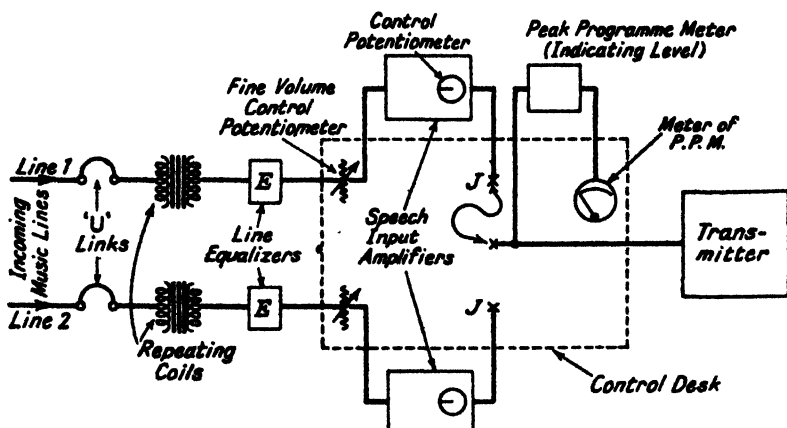 Control
Potentiometer
Peak Programme Meter
(Indicating Level)
Fine Volume
Control
Potentiometer
Meter of
P.P.M.
Line 1
Incoming
Music Lines
"U"
Links
E
Line
Equalizers
Speech
Input
Amplifiers
J
Trans-
mitter
Line 2
E
J
Repeating
Coils
Control Desk